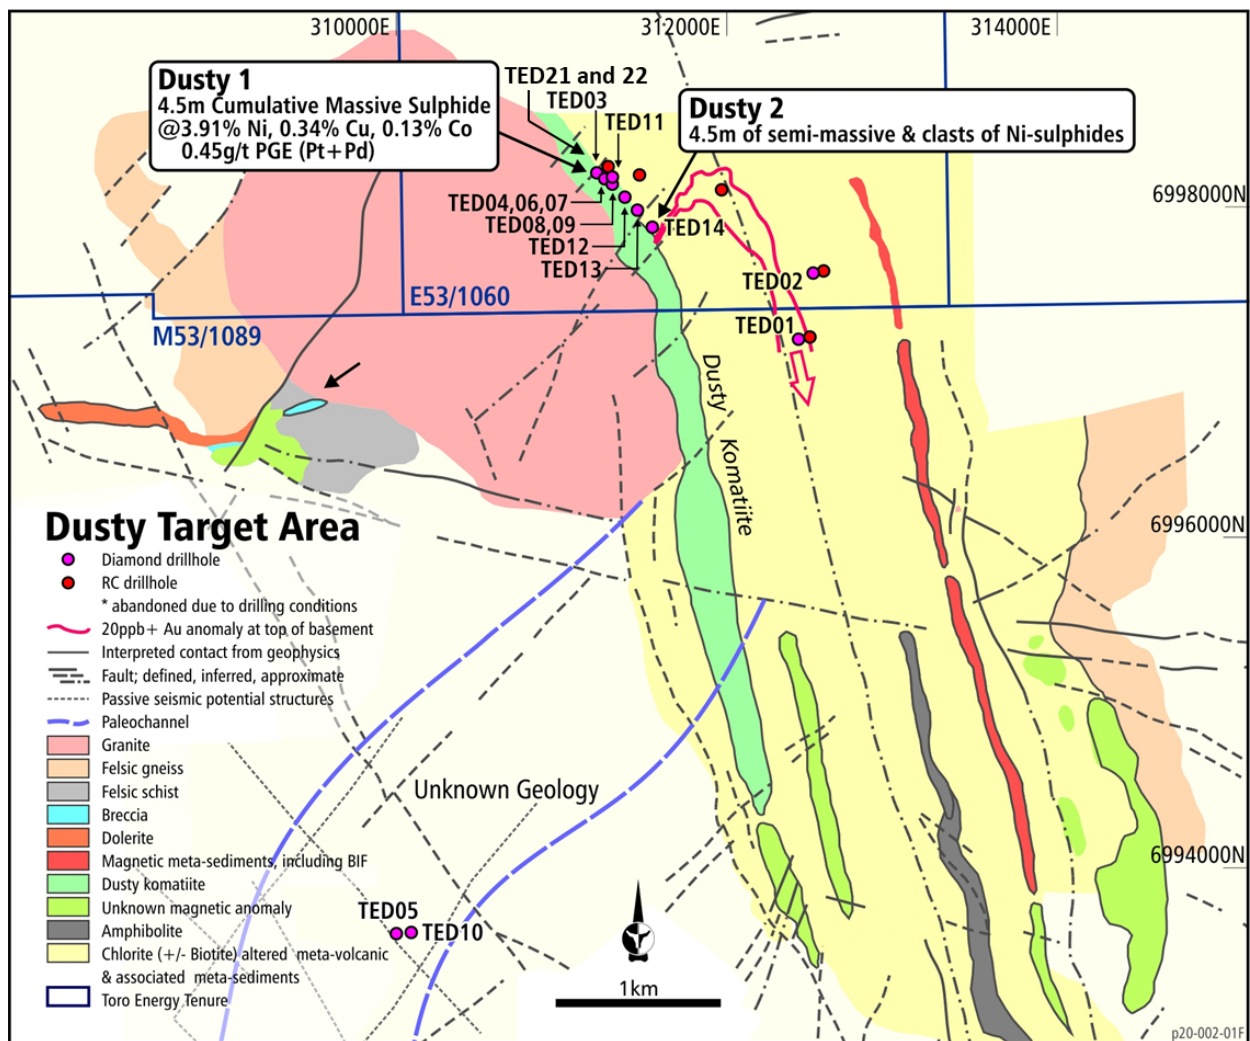 310000E
312000E
314000E
Dusty 1
4.5m Cumulative Massive Sulphide
@3.91% Ni, 0.34% Cu, 0.13% Co
0.45g/t PGE (Pt+Pd)
TED21 and 22
TED03
TED11
Dusty 2
4.5m of semi-massive & clasts of Ni-sulphides
6998000N
TED04,06,07
TED08,09
TED12
TED13
TED14
TED02
TED01
E53/1060
M53/1089
Dusty Komatiite
6996000N
Dusty Target Area
Diamond drillhole
RC drillhole
* abandoned due to drilling conditions
20ppb+ Au anomaly at top of basement
Interpreted contact from geophysics
Fault; defined, inferred, approximate
Passive seismic potential structures
Paleochannel
Granite
Felsic gneiss
Felsic schist
Breccia
Dolerite
Magnetic meta-sediments, including BIF
Dusty komatiite
Unknown magnetic anomaly
Amphibolite
Chlorite (+/- Biotite) altered meta-volcanic
& associated meta-sediments
Toro Energy Tenure
Unknown Geology
6994000N
TED05
TED10
1km
p20-002-01F